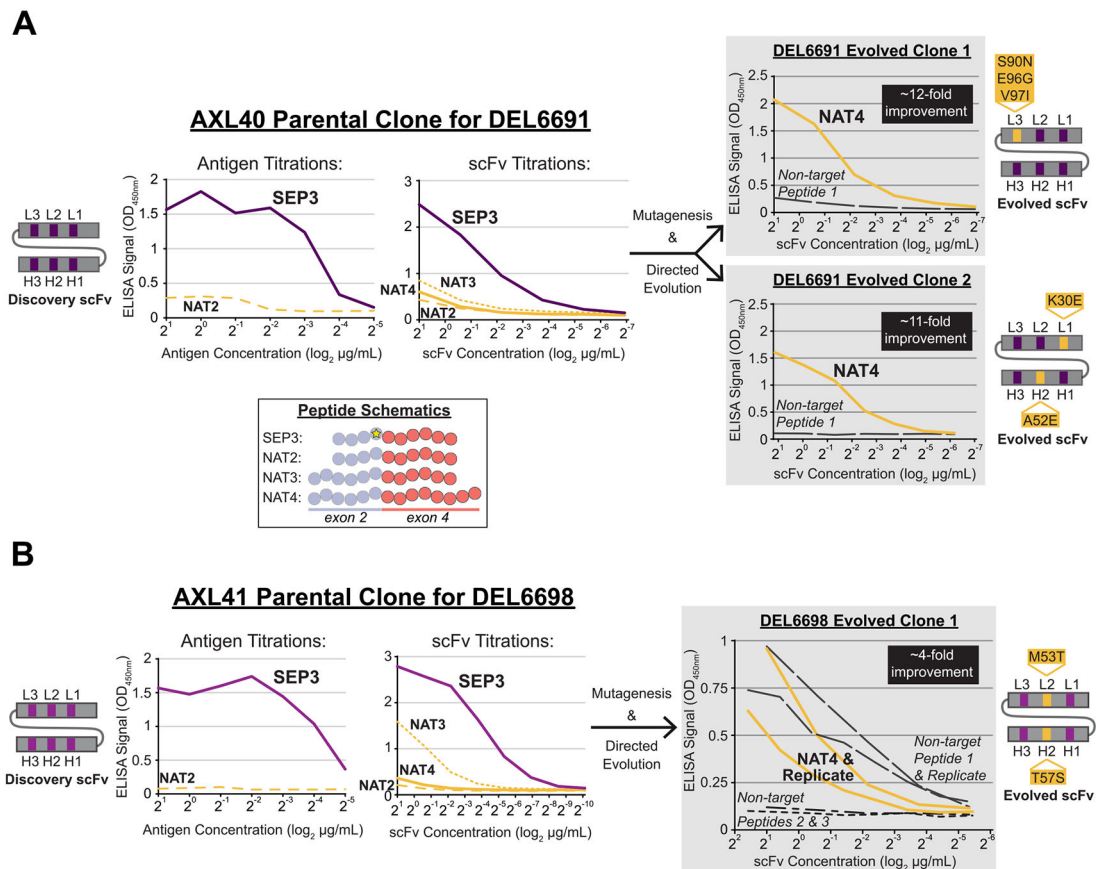 A
AXL40 Parental Clone for DEL6691
L3 L2 L1
H3 H2 H1
Discovery scFv
Antigen Titrations:
ELISA Signal (OD450nm)
2
1.5
1
0.5
0
SEP3
NAT2
2^1 2^0 2^-1 2^-2 2^-3 2^-4 2^-5
Antigen Concentration (log2 µg/mL)
scFv Titrations:
3
2
1
0
SEP3
NAT3
NAT4
NAT2
2^1 2^0 2^-1 2^-2 2^-3 2^-4 2^-5 2^-6 2^-7
scFv Concentration (log2 µg/mL)
Mutagenesis
&
Directed
Evolution
DEL6691 Evolved Clone 1
ELISA Signal (OD450nm)
2.5
2
1.5
1
0.5
0
~12-fold
improvement
NAT4
Non-target
Peptide 1
2^1 2^0 2^-1 2^-2 2^-3 2^-4 2^-5 2^-6 2^-7
scFv Concentration (log2 µg/mL)
S90N
E96G
V97I
L3 L2 L1
H3 H2 H1
Evolved scFv
DEL6691 Evolved Clone 2
ELISA Signal (OD450nm)
2.5
2
1.5
1
0.5
0
~11-fold
improvement
NAT4
Non-target
Peptide 1
2^1 2^0 2^-1 2^-2 2^-3 2^-4 2^-5 2^-6 2^-7
scFv Concentration (log2 µg/mL)
K30E
L3 L2 L1
H3 H2 H1
A52E
Evolved scFv
Peptide Schematics
SEP3:
NAT2:
NAT3:
NAT4:
exon 2 exon 4
B
AXL41 Parental Clone for DEL6698
L3 L2 L1
H3 H2 H1
Discovery scFv
Antigen Titrations:
ELISA Signal (OD450nm)
2
1.5
1
0.5
0
SEP3
NAT2
2^1 2^0 2^-1 2^-2 2^-3 2^-4 2^-5
Antigen Concentration (log2 µg/mL)
scFv Titrations:
3
2
1
0
SEP3
NAT3
NAT4
NAT2
2^1 2^0 2^-1 2^-2 2^-3 2^-4 2^-5 2^-6 2^-7 2^-8 2^-9 2^-10
scFv Concentration (log2 µg/mL)
Mutagenesis
&
Directed
Evolution
DEL6698 Evolved Clone 1
ELISA Signal (OD450nm)
1
0.75
0.5
0.25
0
~4-fold
improvement
NAT4 &
Replicate
Non-target
Peptide 1
& Replicate
Non-target
Peptides 2 & 3
2^2 2^1 2^0 2^-1 2^-2 2^-3 2^-4 2^-5 2^-6
scFv Concentration (log2 µg/mL)
M53T
L3 L2 L1
H3 H2 H1
T57S
Evolved scFv